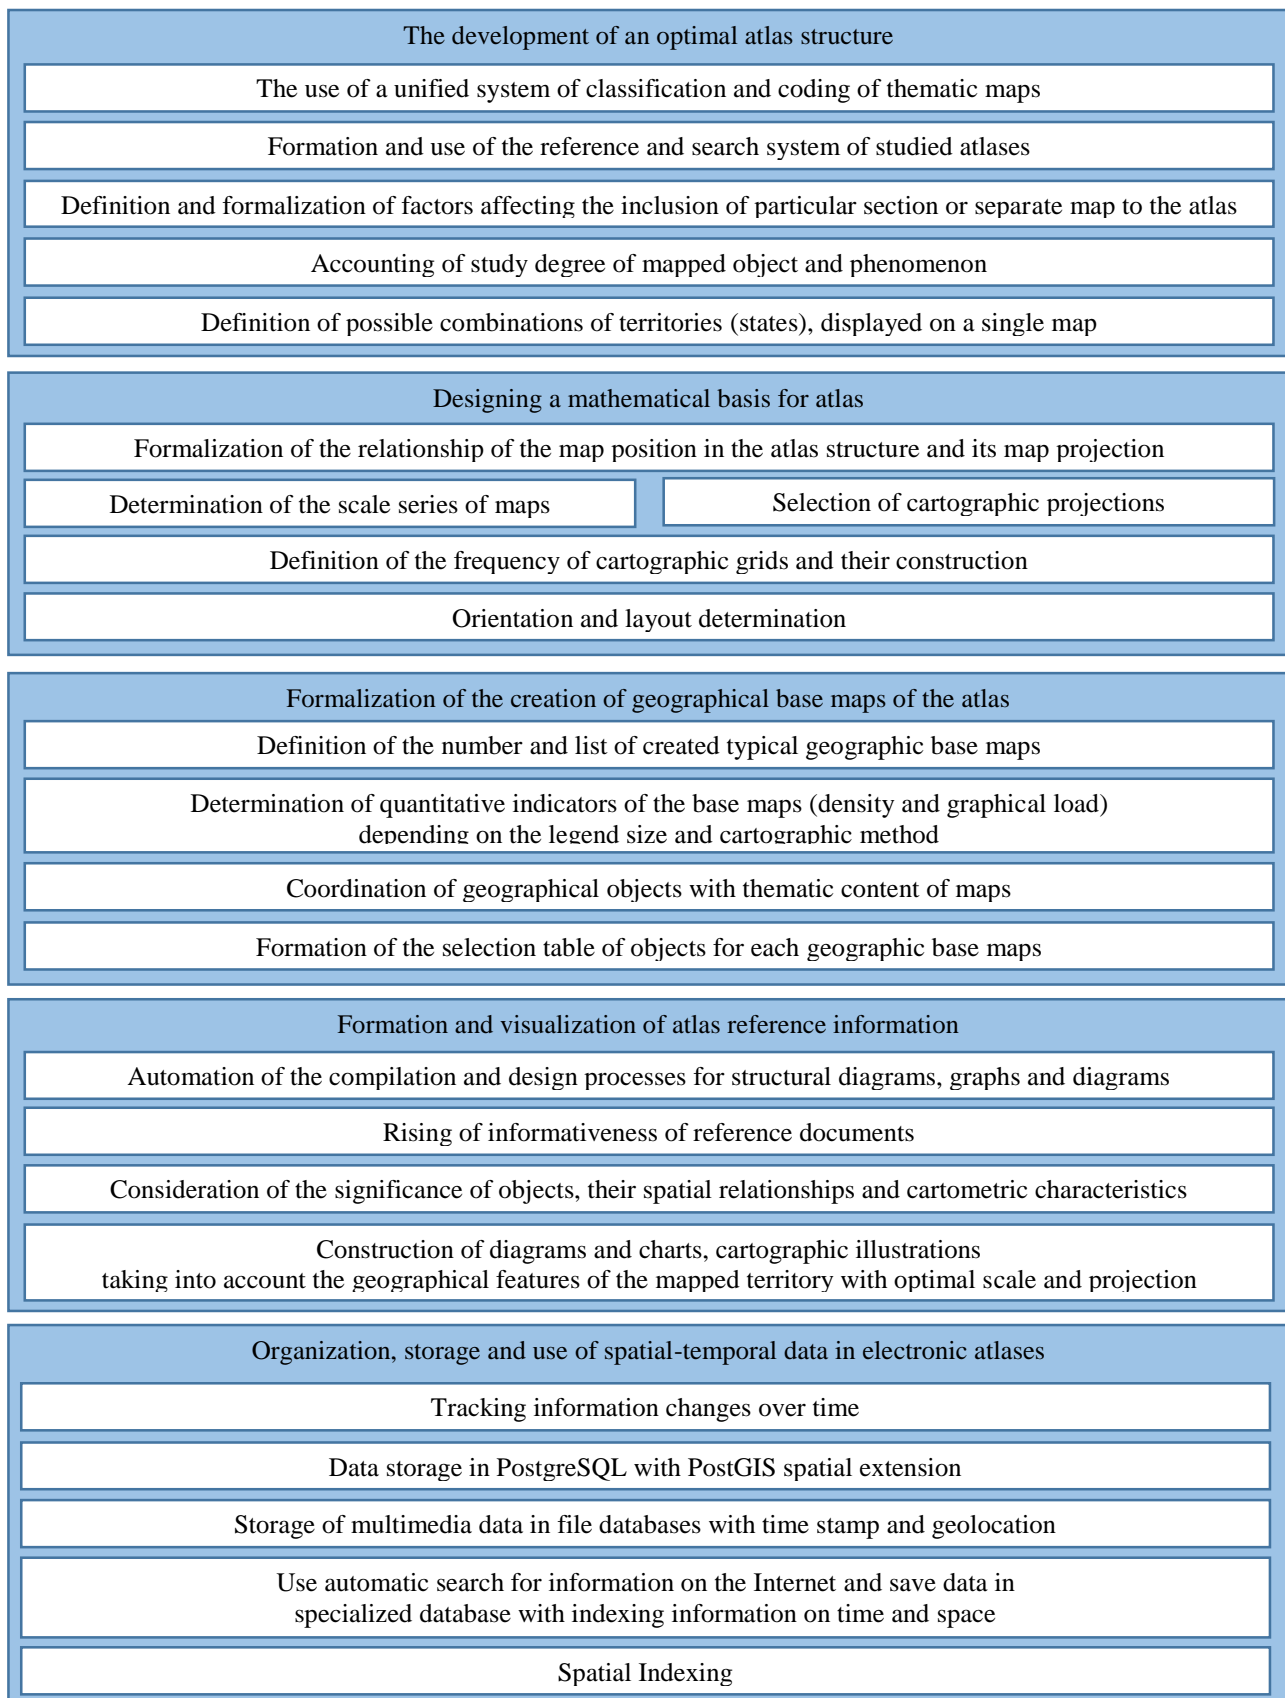 The development of an optimal atlas structure
The use of a unified system of classification and coding of thematic maps
Formation and use of the reference and search system of studied atlases
Definition and formalization of factors affecting the inclusion of particular section or separate map to the atlas
Accounting of study degree of mapped object and phenomenon
Definition of possible combinations of territories (states), displayed on a single map
Designing a mathematical basis for atlas
Formalization of the relationship of the map position in the atlas structure and its map projection
Determination of the scale series of maps
Selection of cartographic projections
Definition of the frequency of cartographic grids and their construction
Orientation and layout determination
Formalization of the creation of geographical base maps of the atlas
Definition of the number and list of created typical geographic base maps
Determination of quantitative indicators of the base maps (density and graphical load)
depending on the legend size and cartographic method
Coordination of geographical objects with thematic content of maps
Formation of the selection table of objects for each geographic base maps
Formation and visualization of atlas reference information
Automation of the compilation and design processes for structural diagrams, graphs and diagrams
Rising of informativeness of reference documents
Consideration of the significance of objects, their spatial relationships and cartometric characteristics
Construction of diagrams and charts, cartographic illustrations
taking into account the geographical features of the mapped territory with optimal scale and projection
Organization, storage and use of spatial-temporal data in electronic atlases
Tracking information changes over time
Data storage in PostgreSQL with PostGIS spatial extension
Storage of multimedia data in file databases with time stamp and geolocation
Use automatic search for information on the Internet and save data in
specialized database with indexing information on time and space
Spatial Indexing